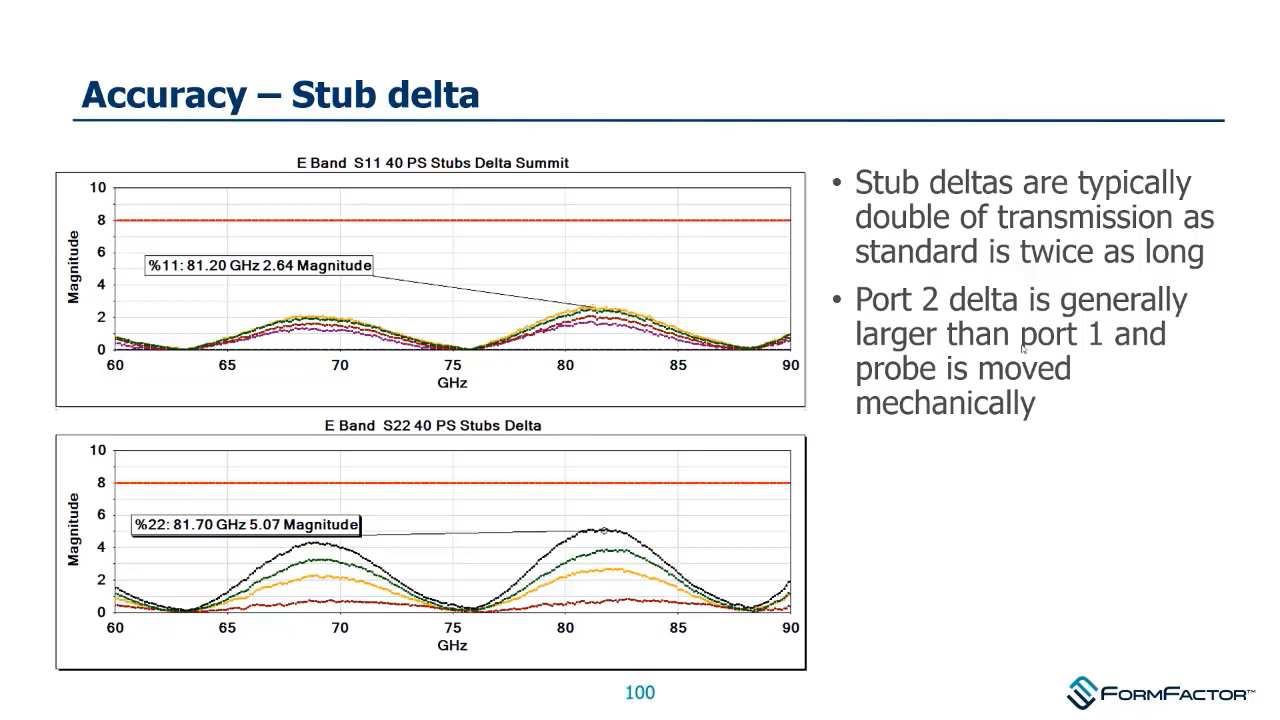 Accuracy – Stub delta
E Band  S11 40 PS Stubs Delta Summit
10
8
6
4
2
0
Magnitude
%11: 81.20 GHz 2.64 Magnitude
60 65 70 75 80 85 90
GHz
E Band  S22 40 PS Stubs Delta
10
8
6
4
2
0
Magnitude
%22: 81.70 GHz 5.07 Magnitude
60 65 70 75 80 85 90
GHz
• Stub deltas are typically
double of transmission as
standard is twice as long
• Port 2 delta is generally
larger than port 1 and
probe is moved
mechanically
100
FORMFACTOR™